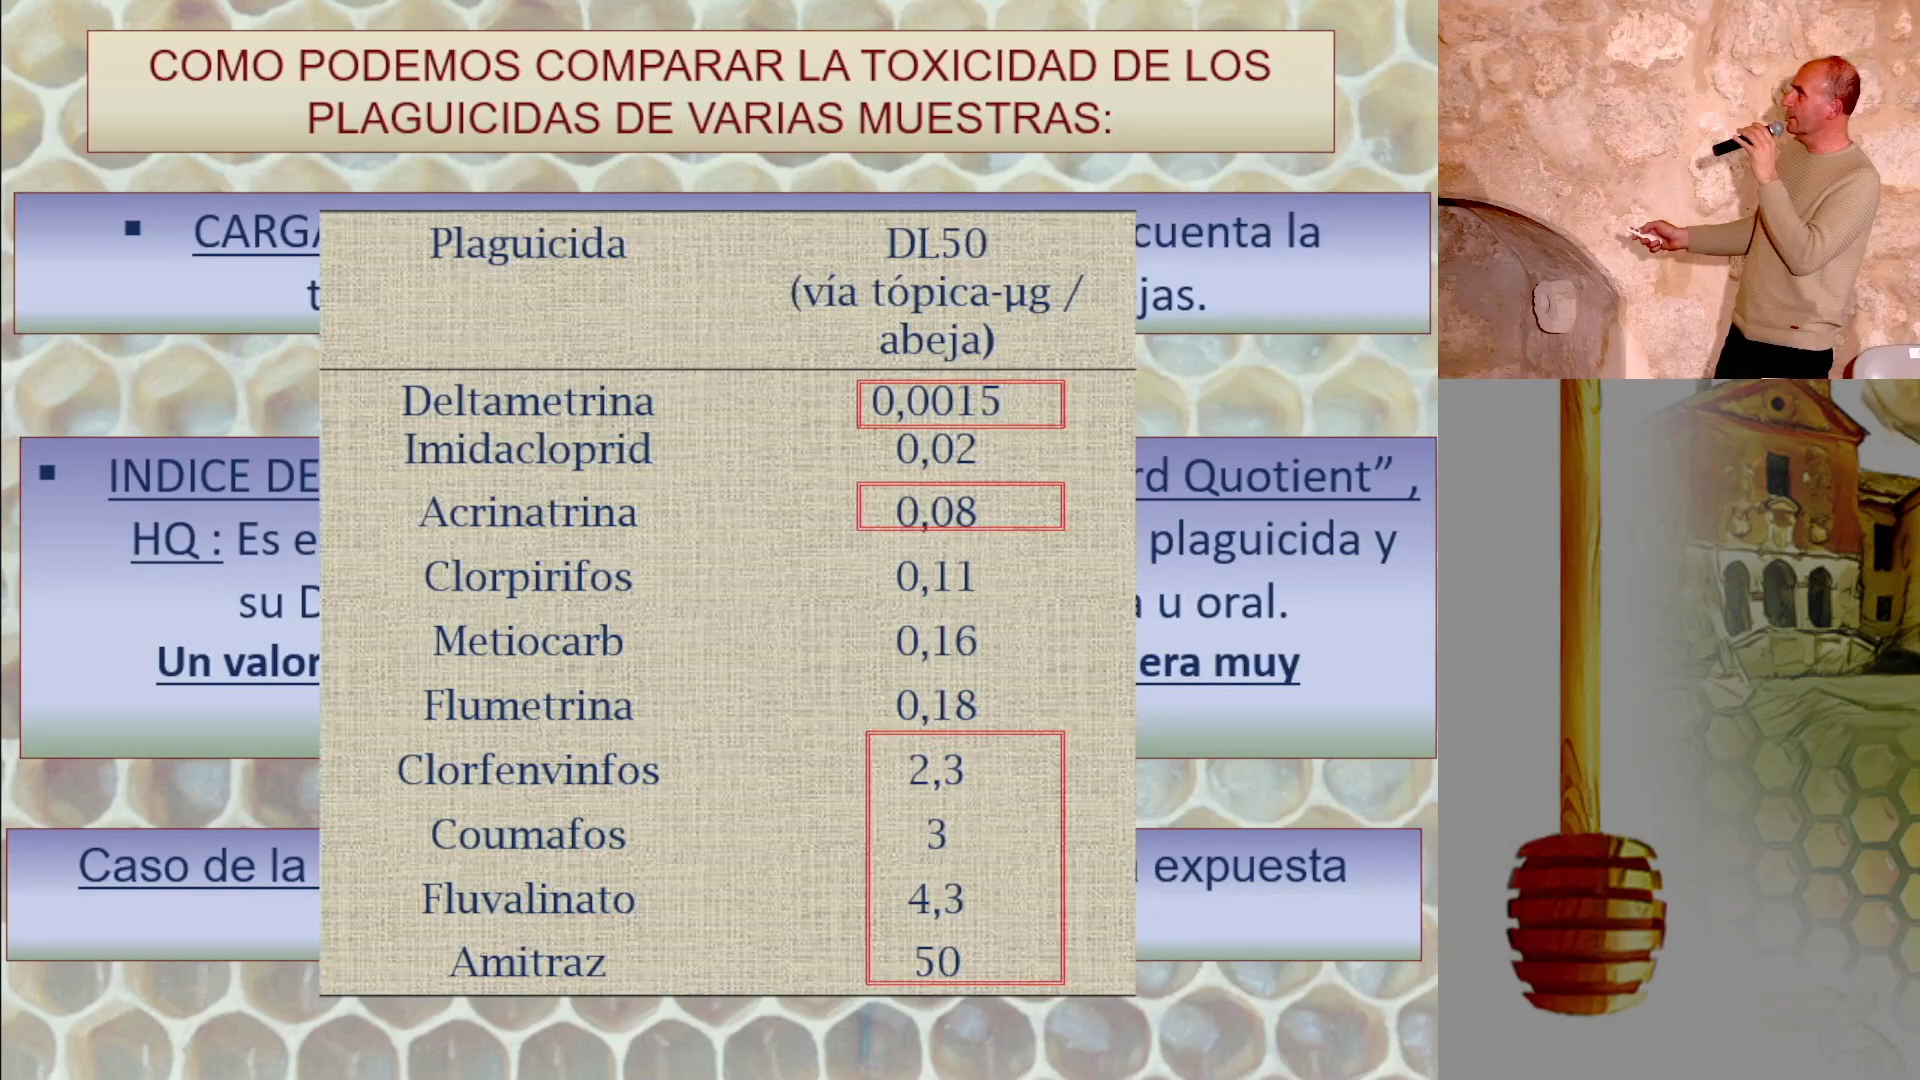 COMO PODEMOS COMPARAR LA TOXICIDAD DE LOS
PLAGUICIDAS DE VARIAS MUESTRAS:
▪ CARGA cuenta la
jas.
INDICE DE rd Quotient” ,
HQ : Es e plaguicida y
su D u oral.
Un valor era muy
Caso de la expuesta
Plaguicida DL50
(vía tópica-µg /
abeja)
Deltametrina 0,0015
Imidacloprid 0,02
Acrinatrina 0,08
Clorpirifos 0,11
Metiocarb 0,16
Flumetrina 0,18
Clorfenvinfos 2,3
Coumafos 3
Fluvalinato 4,3
Amitraz 50